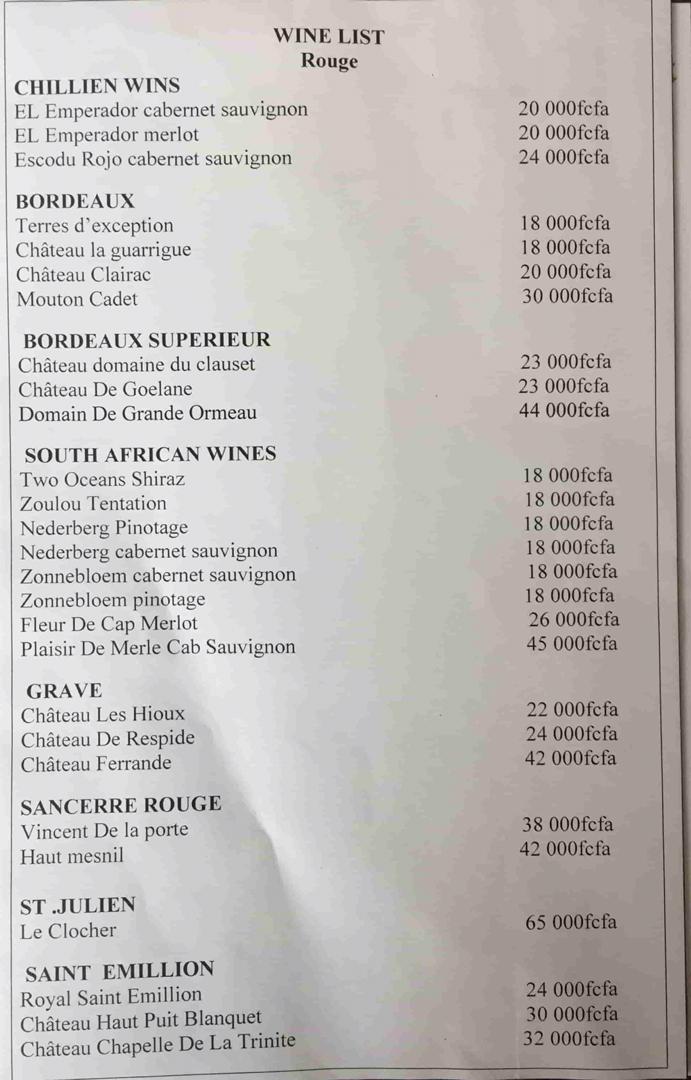 WINE LIST
Rouge
CHILLIEN WINS
EL Emperador cabernet sauvignon 20 000fcfa
EL Emperador merlot 20 000fcfa
Escodu Rojo cabernet sauvignon 24 000fcfa
BORDEAUX
Terres d'exception 18 000fcfa
Château la guarrigue 18 000fcfa
Château Clairac 20 000fcfa
Mouton Cadet 30 000fcfa
BORDEAUX SUPERIEUR
Château domaine du clauset 23 000fcfa
Château De Goelane 23 000fcfa
Domain De Grande Ormeau 44 000fcfa
SOUTH AFRICAN WINES
Two Oceans Shiraz 18 000fcfa
Zoulou Tentation 18 000fcfa
Nederberg Pinotage 18 000fcfa
Nederberg cabernet sauvignon 18 000fcfa
Zonnebloem cabernet sauvignon 18 000fcfa
Zonnebloem pinotage 18 000fcfa
Fleur De Cap Merlot 26 000fcfa
Plaisir De Merle Cab Sauvignon 45 000fcfa
GRAVE
Château Les Hioux 22 000fcfa
Château De Respide 24 000fcfa
Château Ferrande 42 000fcfa
SANCERRE ROUGE
Vincent De la porte 38 000fcfa
Haut mesnil 42 000fcfa
ST .JULIEN
Le Clocher 65 000fcfa
SAINT EMILLION
Royal Saint Emillion 24 000fcfa
Château Haut Puit Blanquet 30 000fcfa
Château Chapelle De La Trinite 32 000fcfa